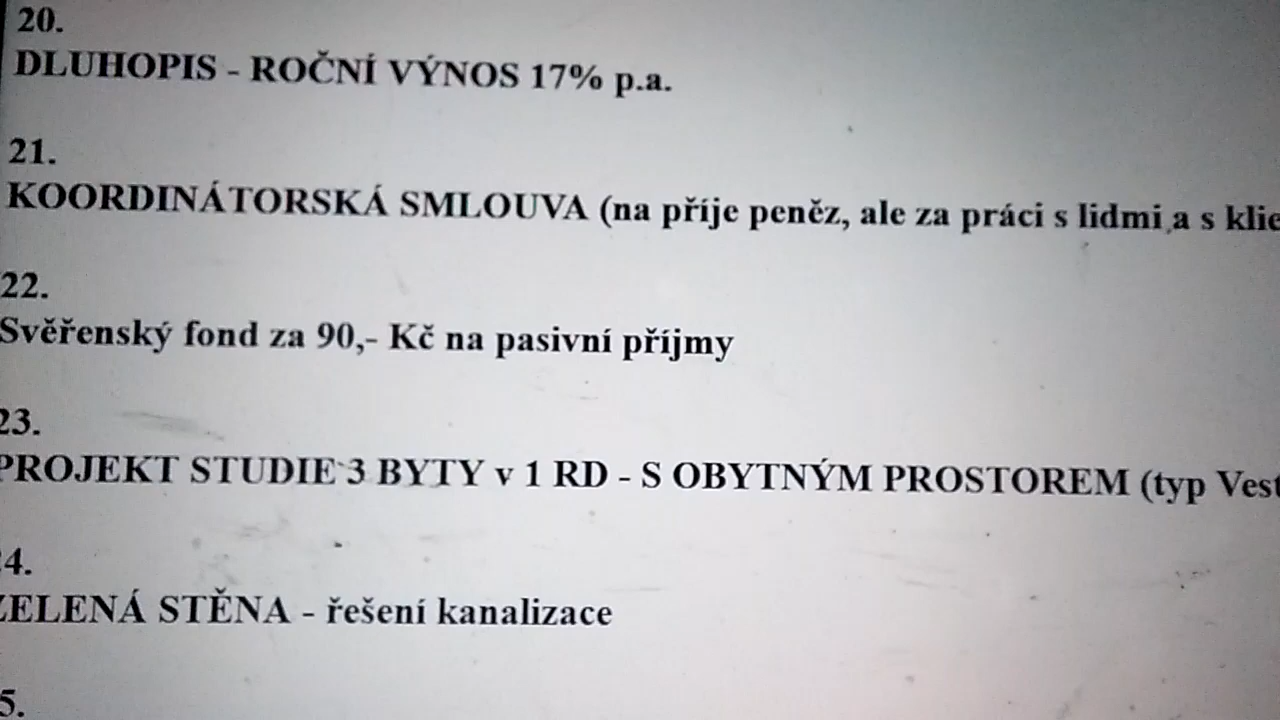 20.
DLUHOPIS - ROČNÍ VÝNOS 17% p.a.
21.
KOORDINÁTORSKÁ SMLOUVA (na příje peněz, ale za práci s lidmi a s klie
22.
Svěřenský fond za 90,- Kč na pasivní příjmy
23.
PROJEKT STUDIE 3 BYTY v 1 RD - S OBYTNÝM PROSTOREM (typ Vest
4.
ZELENÁ STĚNA - řešení kanalizace
5.